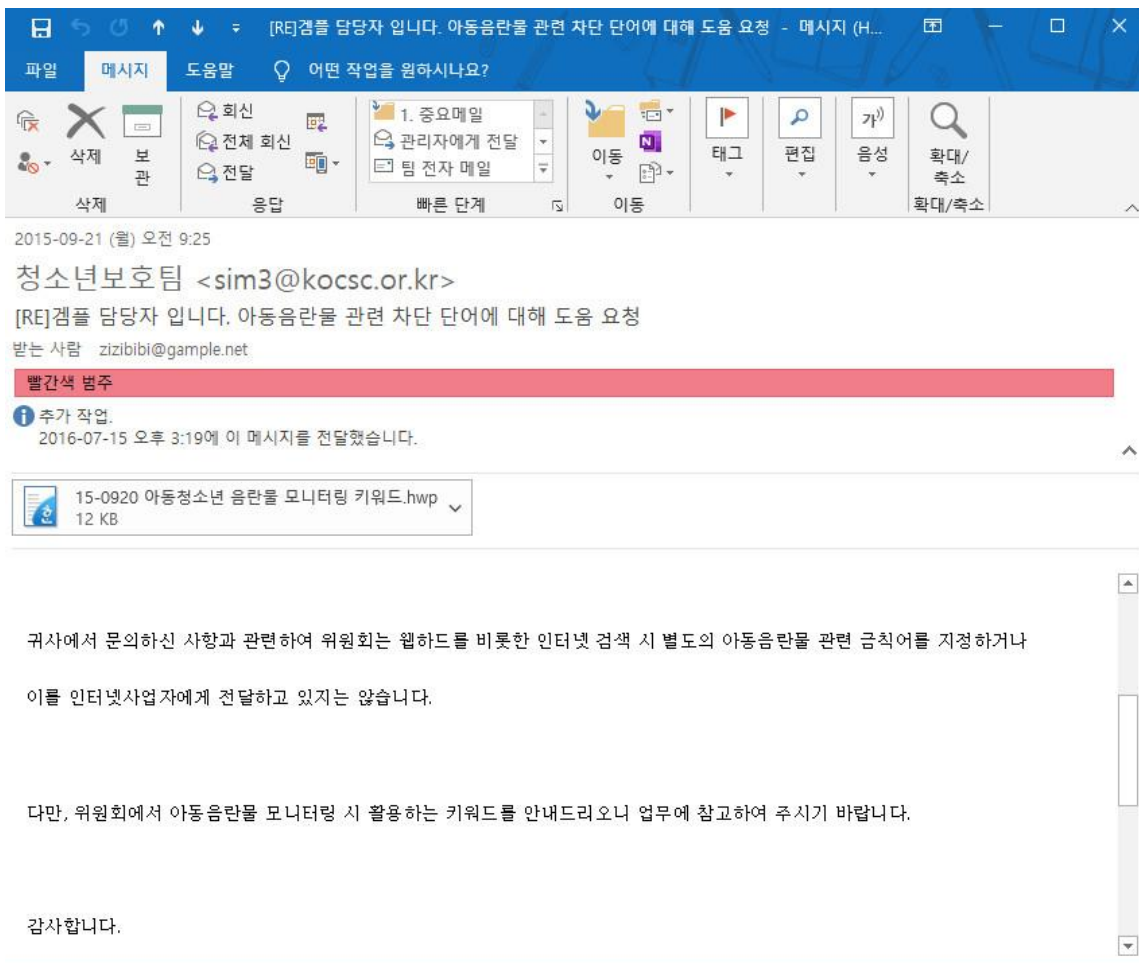 [RE]겜플 담당자 입니다. 아동음란물 관련 차단 단어에 대해 도움 요청 - 메시지 (H...
파일 메시지 도움말 어떤 작업을 원하시나요?
삭제
보관
삭제
회신
전체 회신
전달
응답
1. 중요메일
관리자에게 전달
팀 전자 메일
빠른 단계
이동
이동
태그
편집
가))
음성
확대/
축소
확대/축소
2015-09-21 (월) 오전 9:25
청소년보호팀 <sim3@kocsc.or.kr>
[RE]겜플 담당자 입니다. 아동음란물 관련 차단 단어에 대해 도움 요청
받는 사람 zizibibi@gample.net
빨간색 범주
추가 작업.
2016-07-15 오후 3:19에 이 메시지를 전달했습니다.
15-0920 아동청소년 음란물 모니터링 키워드.hwp
12 KB
귀사에서 문의하신 사항과 관련하여 위원회는 웹하드를 비롯한 인터넷 검색 시 별도의 아동음란물 관련 금칙어를 지정하거나
이를 인터넷사업자에게 전달하고 있지는 않습니다.
다만, 위원회에서 아동음란물 모니터링 시 활용하는 키워드를 안내드리오니 업무에 참고하여 주시기 바랍니다.
감사합니다.